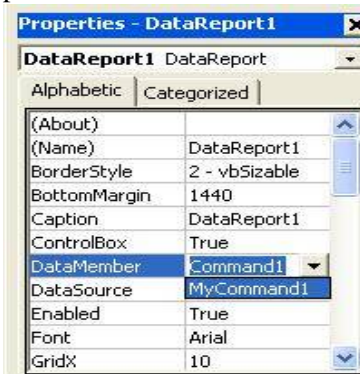 Properties - DataReport1
DataReport1 DataReport
Alphabetic Categorized
(About)
(Name) DataReport1
BorderStyle 2 - vbSizable
BottomMargin 1440
Caption DataReport1
ControlBox True
DataMember Command1
DataSource MyCommand1
Enabled True
Font Arial
GridX 10